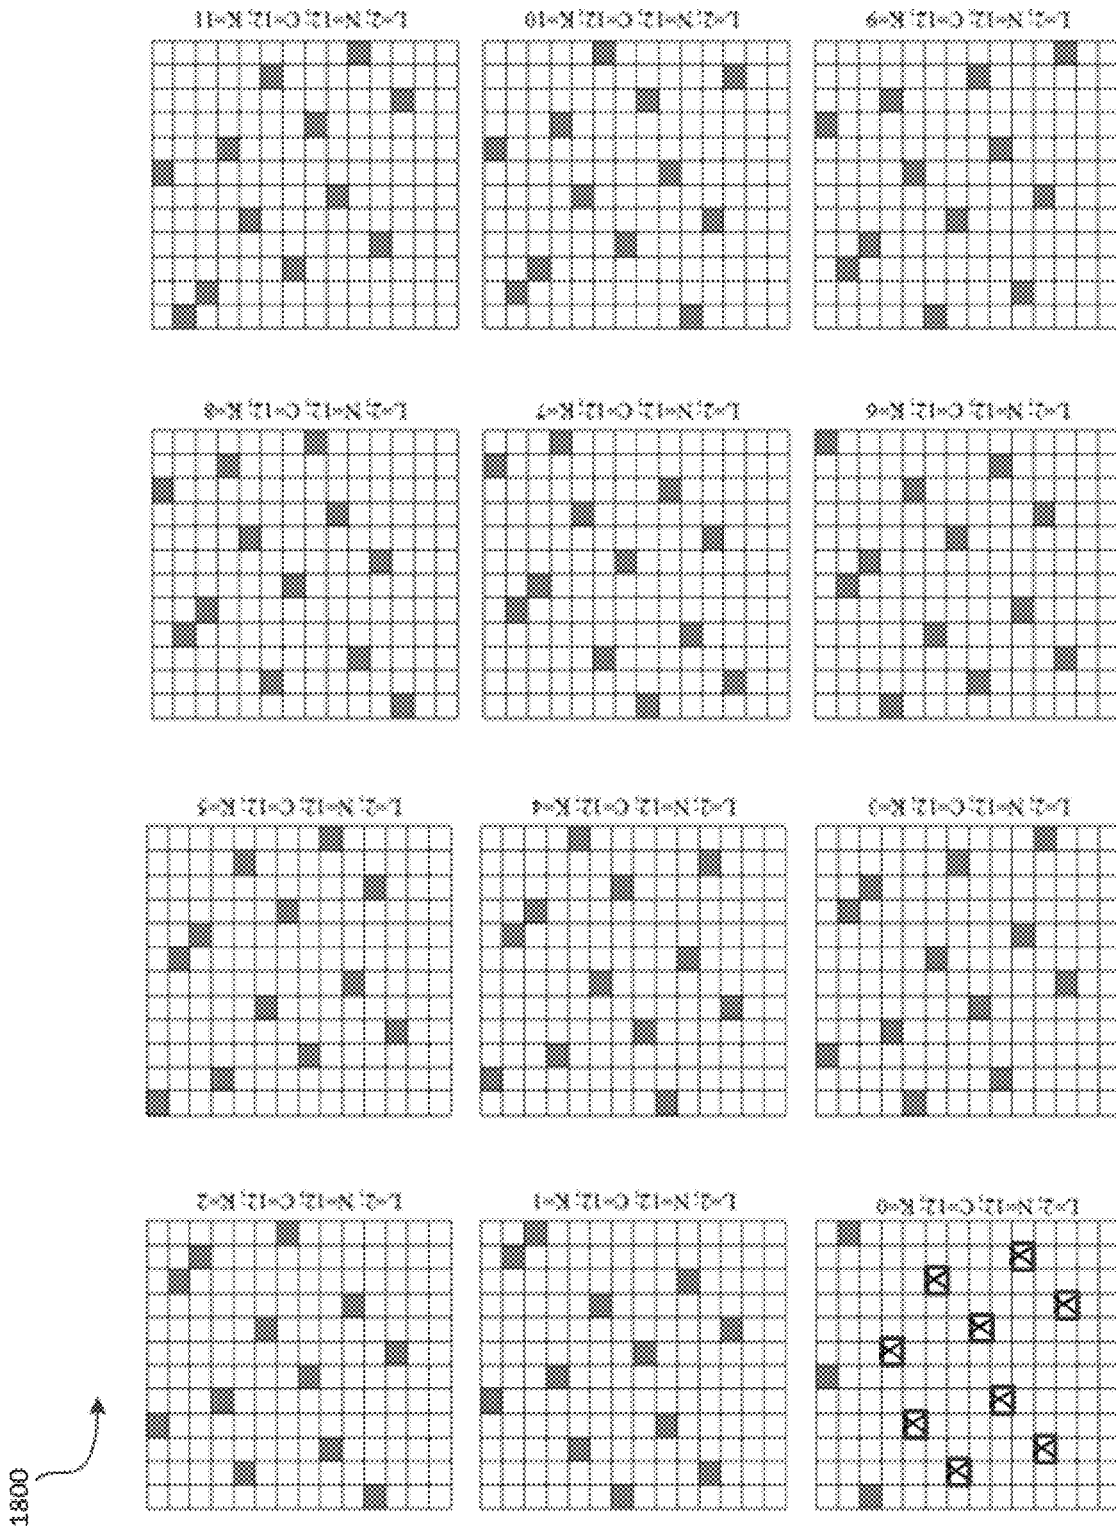 1800
L=2; N=12; C=12; K=0
L=2; N=12; C=12; K=1
L=2; N=12; C=12; K=2
L=2; N=12; C=12; K=3
L=2; N=12; C=12; K=4
L=2; N=12; C=12; K=5
L=2; N=12; C=12; K=6
L=2; N=12; C=12; K=7
L=2; N=12; C=12; K=8
L=2; N=12; C=12; K=9
L=2; N=12; C=12; K=10
L=2; N=12; C=12; K=11